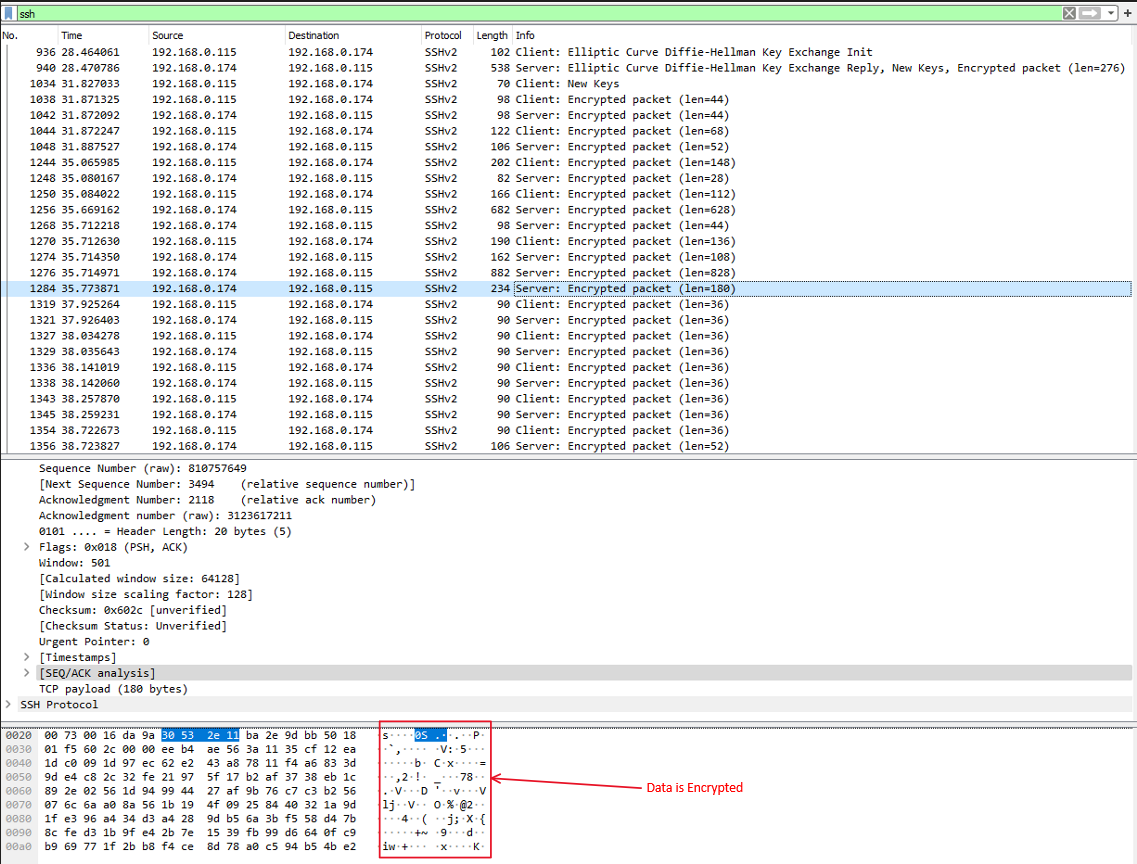 ssh
No. Time Source Destination Protocol Length Info
936 28.464061 192.168.0.115 192.168.0.174 SSHv2 102 Client: Elliptic Curve Diffie-Hellman Key Exchange Init
940 28.470786 192.168.0.174 192.168.0.115 SSHv2 538 Server: Elliptic Curve Diffie-Hellman Key Exchange Reply, New Keys, Encrypted packet (len=276)
1034 31.827033 192.168.0.115 192.168.0.174 SSHv2 70 Client: New Keys
1038 31.871325 192.168.0.115 192.168.0.174 SSHv2 98 Client: Encrypted packet (len=44)
1042 31.872092 192.168.0.174 192.168.0.115 SSHv2 98 Server: Encrypted packet (len=44)
1044 31.872247 192.168.0.115 192.168.0.174 SSHv2 122 Client: Encrypted packet (len=68)
1048 31.887527 192.168.0.174 192.168.0.115 SSHv2 106 Server: Encrypted packet (len=52)
1244 35.065985 192.168.0.115 192.168.0.174 SSHv2 202 Client: Encrypted packet (len=148)
1248 35.080167 192.168.0.174 192.168.0.115 SSHv2 82 Server: Encrypted packet (len=28)
1250 35.084022 192.168.0.115 192.168.0.174 SSHv2 166 Client: Encrypted packet (len=112)
1256 35.669162 192.168.0.174 192.168.0.115 SSHv2 682 Server: Encrypted packet (len=628)
1268 35.712218 192.168.0.174 192.168.0.115 SSHv2 98 Server: Encrypted packet (len=44)
1270 35.712630 192.168.0.115 192.168.0.174 SSHv2 190 Client: Encrypted packet (len=136)
1274 35.714350 192.168.0.174 192.168.0.115 SSHv2 162 Server: Encrypted packet (len=108)
1276 35.714971 192.168.0.174 192.168.0.115 SSHv2 882 Server: Encrypted packet (len=828)
1284 35.773871 192.168.0.174 192.168.0.115 SSHv2 234 Server: Encrypted packet (len=180)
1319 37.925264 192.168.0.115 192.168.0.174 SSHv2 90 Client: Encrypted packet (len=36)
1321 37.926403 192.168.0.174 192.168.0.115 SSHv2 90 Server: Encrypted packet (len=36)
1327 38.034278 192.168.0.115 192.168.0.174 SSHv2 90 Client: Encrypted packet (len=36)
1329 38.035643 192.168.0.174 192.168.0.115 SSHv2 90 Server: Encrypted packet (len=36)
1336 38.141019 192.168.0.115 192.168.0.174 SSHv2 90 Client: Encrypted packet (len=36)
1338 38.142060 192.168.0.174 192.168.0.115 SSHv2 90 Server: Encrypted packet (len=36)
1343 38.257870 192.168.0.115 192.168.0.174 SSHv2 90 Client: Encrypted packet (len=36)
1345 38.259231 192.168.0.174 192.168.0.115 SSHv2 90 Server: Encrypted packet (len=36)
1354 38.722673 192.168.0.115 192.168.0.174 SSHv2 90 Client: Encrypted packet (len=36)
1356 38.723827 192.168.0.174 192.168.0.115 SSHv2 106 Server: Encrypted packet (len=52)
Sequence Number (raw): 810757649
[Next Sequence Number: 3494 (relative sequence number)]
Acknowledgment Number: 2118 (relative ack number)
Acknowledgment number (raw): 3123617211
0101 .... = Header Length: 20 bytes (5)
Flags: 0x018 (PSH, ACK)
Window: 501
[Calculated window size: 64128]
[Window size scaling factor: 128]
Checksum: 0x602c [unverified]
[Checksum Status: Unverified]
Urgent Pointer: 0
[Timestamps]
[SEQ/ACK analysis]
TCP payload (180 bytes)
SSH Protocol
0020 00 73 00 16 da 9a 30 53 2e 11 ba 2e 9d bb 50 18 ·s····0S .·.··P·
0030 01 f5 60 2c 00 00 ee b4 ae 56 3a 11 35 cf 12 ea ··`,···· ·V:·5···
0040 1d c0 09 1d 97 ec 62 e2 43 a8 78 11 f4 a6 83 3d ······b· C·x····=
0050 9d e4 c8 2c 32 fe 21 97 5f 17 b2 af 37 38 eb 1c ···,2·!· _···78··
0060 89 2e 02 56 1d 94 99 44 27 af 9b 76 c7 c3 b2 56 ·.·V···D '··v···V
0070 07 6c 6a a0 8a 56 1b 19 4f 09 25 84 40 32 1a 9d ·lj··V·· O·%·@2··
0080 1f e3 96 a4 34 d3 a4 28 9d b5 6a 3b f5 58 d4 7b ····4··( ··j;·X·{
0090 8c fe d3 1b 9f e4 2b 7e 15 39 fb 99 d6 64 0f c9 ······+~ ·9···d··
00a0 b9 69 77 1f 2b b8 f4 ce 8d 78 a0 c5 94 b5 4b e2 ·iw·+··· ·x····K·
Data is Encrypted